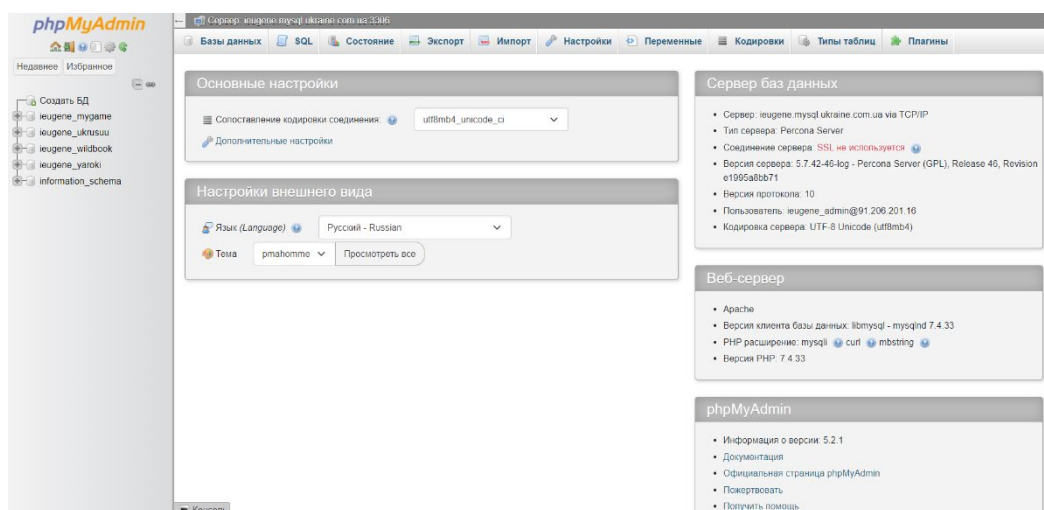 phpMyAdmin
Недавнее Избранное
Создать БД
ieugene_mygame
ieugene_ukrusuu
ieugene_wildbook
ieugene_yaroki
information_schema
Сервер: ieugene.mysql.ukraine.com.ua:3306
Базы данных SQL Состояние Экспорт Импорт Настройки Переменные Кодировки Типы таблиц Плагины
Основные настройки
Сопоставление кодировки соединения: utf8mb4_unicode_ci
Дополнительные настройки
Настройки внешнего вида
Язык (Language) Русский - Russian
Тема pmahomme Просмотреть все
Сервер баз данных
Сервер: ieugene.mysql.ukraine.com.ua via TCP/IP
Тип сервера: Percona Server
Соединение сервера: SSL не используется
Версия сервера: 5.7.42-46-log - Percona Server (GPL), Release 46, Revision
e1995a8bb71
Версия протокола: 10
Пользователь: ieugene_admin@91.206.201.16
Кодировка сервера: UTF-8 Unicode (utf8mb4)
Веб-сервер
Apache
Версия клиента базы данных: libmysql - mysqlnd 7.4.33
PHP расширение: mysqli curl mbstring
Версия PHP: 7.4.33
phpMyAdmin
Информация о версии: 5.2.1
Документация
Официальная страница phpMyAdmin
Пожертвовать
Получить помощь
Консоль